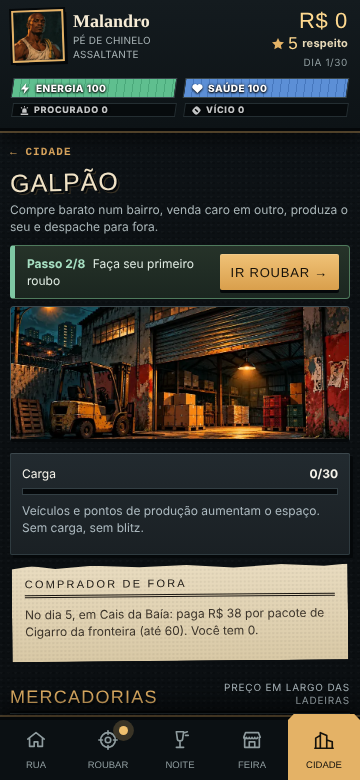 Malandro
PÉ DE CHINELO
ASSALTANTE
R$ 0
5 respeito
DIA 1/30
ENERGIA 100
SAÚDE 100
PROCURADO 0
VÍCIO 0
← CIDADE
GALPÃO
Compre barato num bairro, venda caro em outro, produza o
seu e despache para fora.
Passo 2/8 Faça seu primeiro
roubo
IR ROUBAR →
Carga
0/30
Veículos e pontos de produção aumentam o espaço.
Sem carga, sem blitz.
COMPRADOR DE FORA
No dia 5, em Cais da Baía: paga R$ 38 por pacote de
Cigarro da fronteira (até 60). Você tem 0.
MERCADORIAS
PREÇO EM LARGO DAS
LADEIRAS
RUA
ROUBAR
NOITE
FEIRA
CIDADE